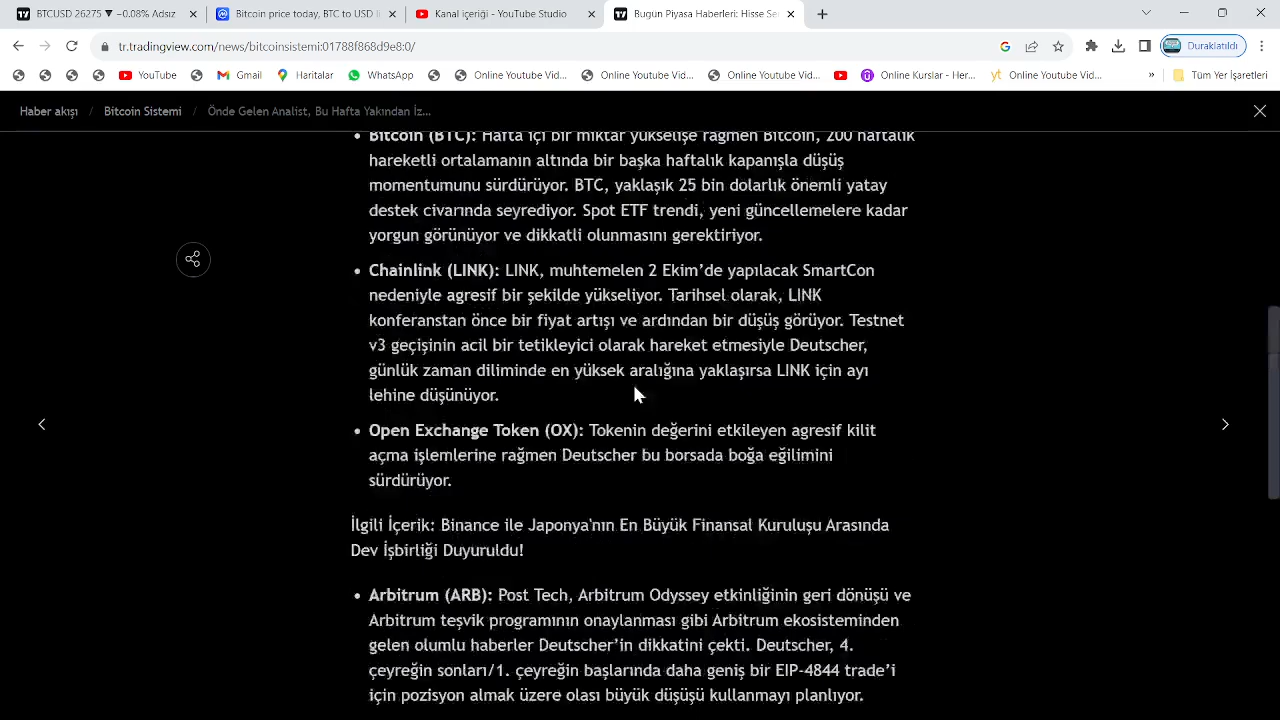 BTCUSD 26275 ▼ −0.08% Adsız
Bitcoin price today, BTC to USD li
Kanal içeriği - YouTube Studio
Bugün Piyasa Haberleri: Hisse Se
tr.tradingview.com/news/bitcoinsistemi:01788f868d9e8:0/
Duraklatıldı
YouTube
Gmail
Haritalar
WhatsApp
Online Youtube Vid...
Online Youtube Vid...
Online Youtube Vid...
Online Kurslar - Her...
Online Youtube Vid...
»
Tüm Yer İşaretleri
Haber akışı / Bitcoin Sistemi / Önde Gelen Analist, Bu Hafta Yakından İz...
• Bitcoin (BTC): Hafta içi bir miktar yükselişe rağmen Bitcoin, 200 haftalık
hareketli ortalamanın altında bir başka haftalık kapanışla düşüş
momentumunu sürdürüyor. BTC, yaklaşık 25 bin dolarlık önemli yatay
destek civarında seyrediyor. Spot ETF trendi, yeni güncellemelere kadar
yorgun görünüyor ve dikkatli olunmasını gerektiriyor.
• Chainlink (LINK): LINK, muhtemelen 2 Ekim’de yapılacak SmartCon
nedeniyle agresif bir şekilde yükseliyor. Tarihsel olarak, LINK
konferanstan önce bir fiyat artışı ve ardından bir düşüş görüyor. Testnet
v3 geçişinin acil bir tetikleyici olarak hareket etmesiyle Deutscher,
günlük zaman diliminde en yüksek aralığına yaklaşırsa LINK için ayı
lehine düşünüyor.
• Open Exchange Token (OX): Tokenin değerini etkileyen agresif kilit
açma işlemlerine rağmen Deutscher bu borsada boğa eğilimini
sürdürüyor.
İlgili İçerik: Binance ile Japonya'nın En Büyük Finansal Kuruluşu Arasında
Dev İşbirliği Duyuruldu!
• Arbitrum (ARB): Post Tech, Arbitrum Odyssey etkinliğinin geri dönüşü ve
Arbitrum teşvik programının onaylanması gibi Arbitrum ekosisteminden
gelen olumlu haberler Deutscher’in dikkatini çekti. Deutscher, 4.
çeyreğin sonları/1. çeyreğin başlarında daha geniş bir EIP-4844 trade’i
için pozisyon almak üzere olası büyük düşüşü kullanmayı planlıyor.